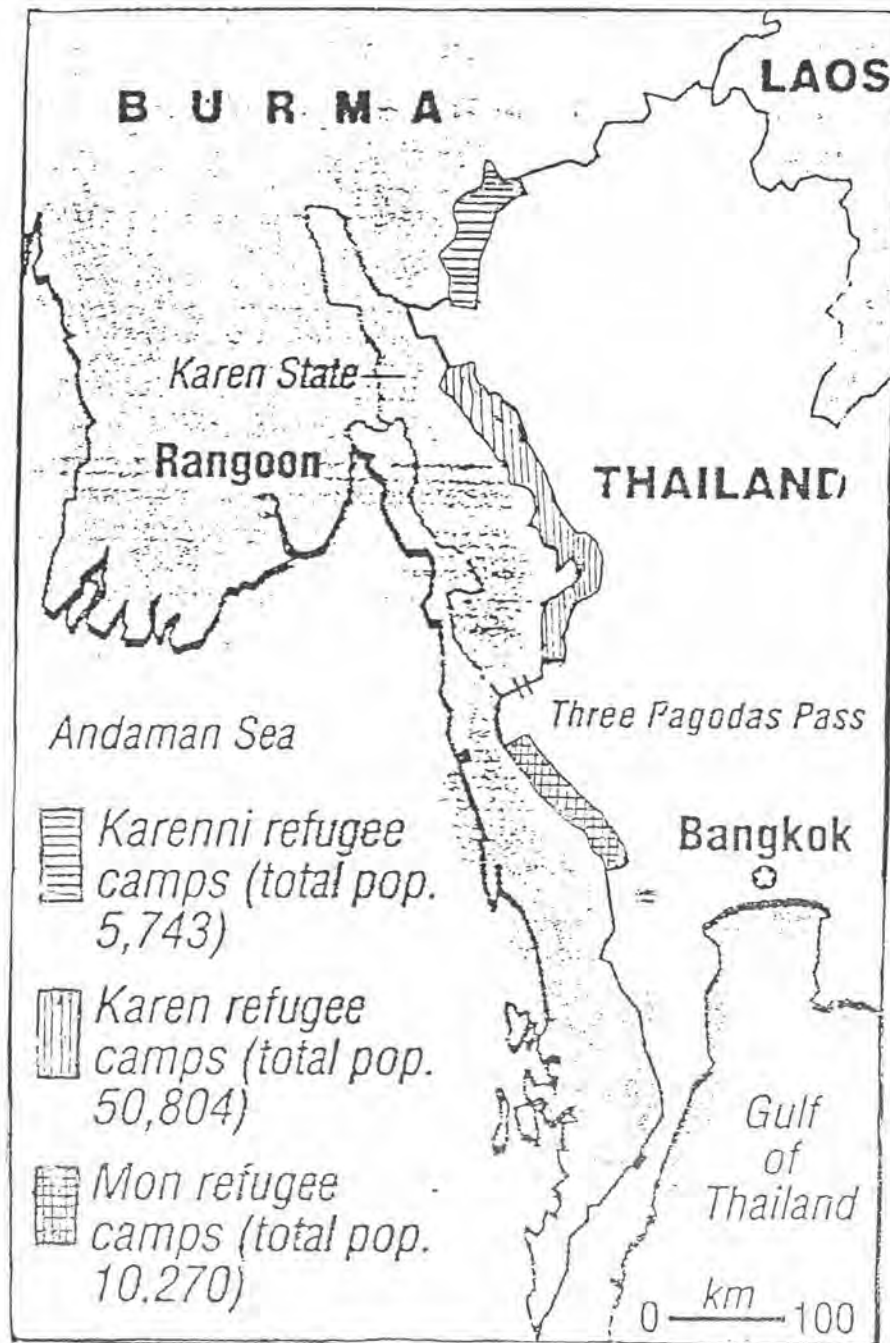 BURMA
LAOS
Karen State
Rangoon
THAILAND
Three Pagodas Pass
Andaman Sea
Bangkok
Karenni refugee
camps (total pop.
5,743)
Karen refugee
camps (total pop.
50,804)
Mon refugee
camps (total pop.
10,270)
Gulf
of
Thailand
km
0 100